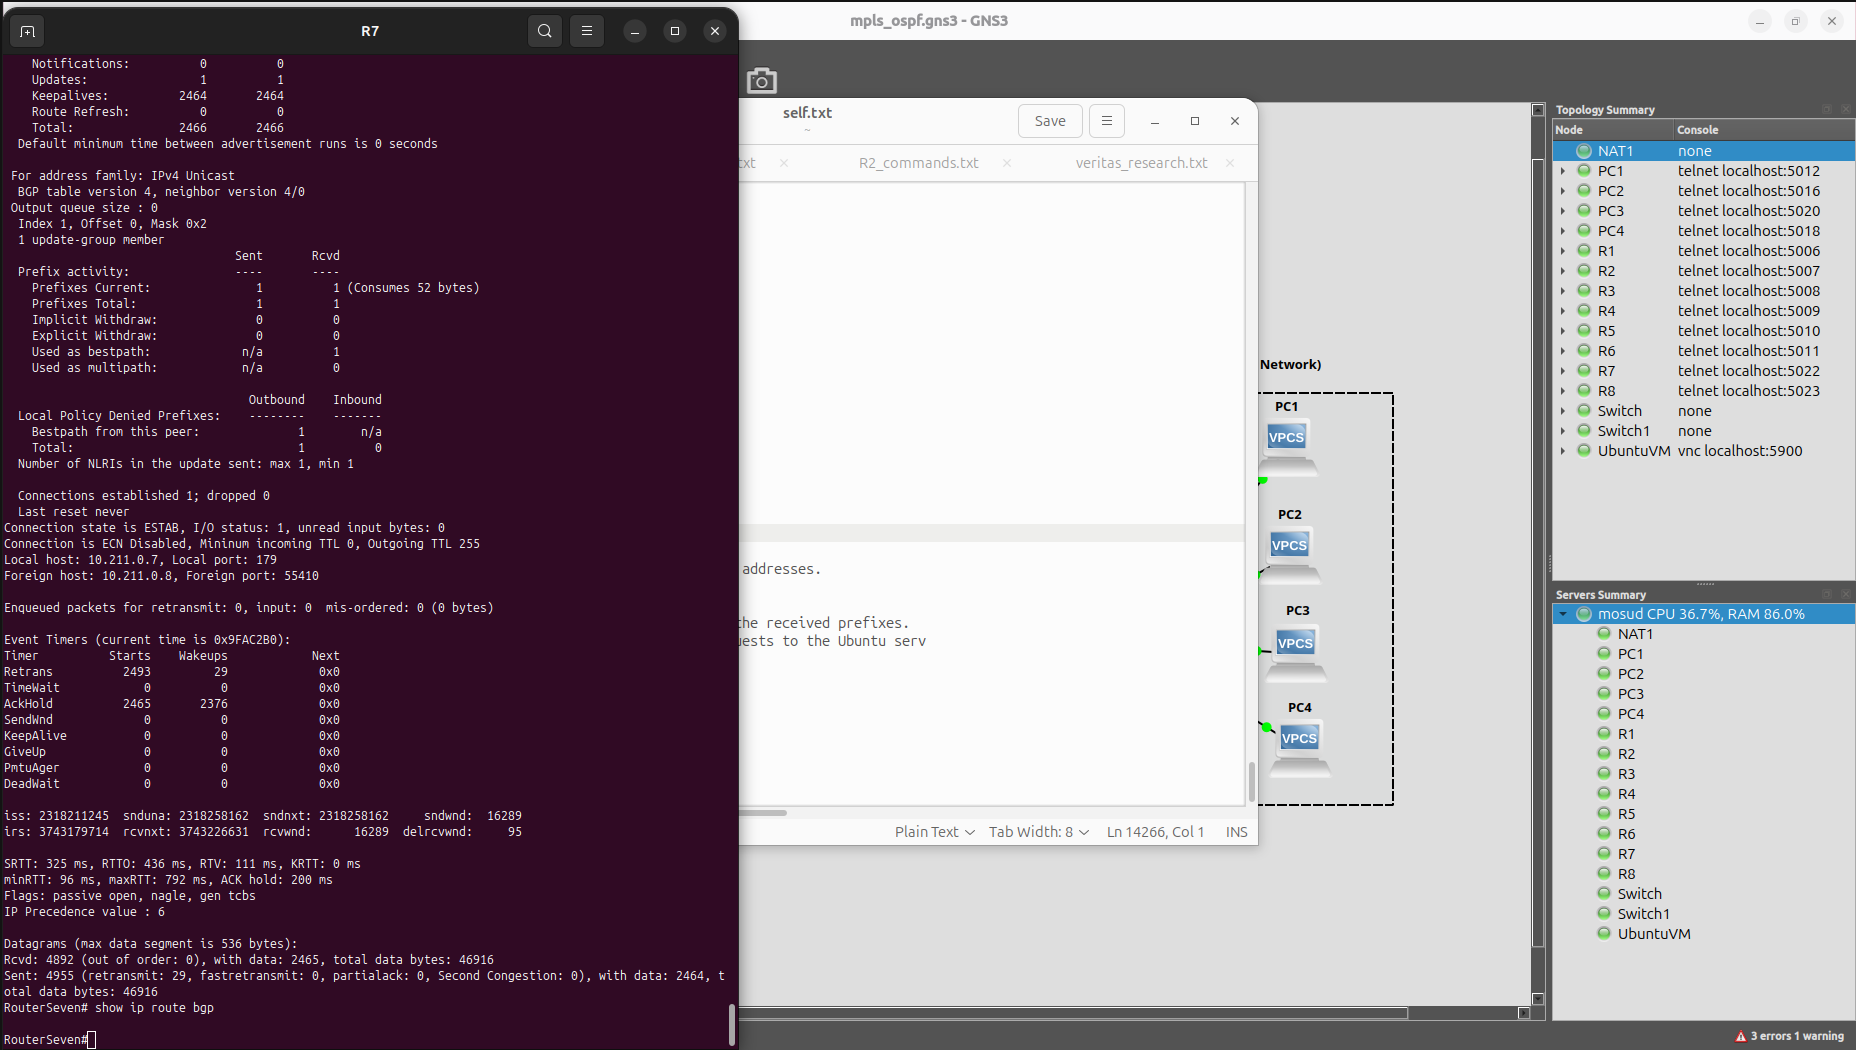 R7
Notifications: 0 0
Updates: 1 1
Keepalives: 2464 2464
Route Refresh: 0 0
Total: 2466 2466
Default minimum time between advertisement runs is 0 seconds
For address family: IPv4 Unicast
BGP table version 4, neighbor version 4/0
Output queue size : 0
Index 1, Offset 0, Mask 0x2
1 update-group member
Sent Rcvd
Prefix activity: ---- ----
Prefixes Current: 1 1 (Consumes 52 bytes)
Prefixes Total: 1 1
Implicit Withdraw: 0 0
Explicit Withdraw: 0 0
Used as bestpath: n/a 1
Used as multipath: n/a 0
Outbound Inbound
Local Policy Denied Prefixes: -------- -------
Bestpath from this peer: 1 n/a
Total: 1 0
Number of NLRIs in the update sent: max 1, min 1
Connections established 1; dropped 0
Last reset never
Connection state is ESTAB, I/O status: 1, unread input bytes: 0
Connection is ECN Disabled, Mininum incoming TTL 0, Outgoing TTL 255
Local host: 10.211.0.7, Local port: 179
Foreign host: 10.211.0.8, Foreign port: 55410
Enqueued packets for retransmit: 0, input: 0 mis-ordered: 0 (0 bytes)
Event Timers (current time is 0x9FAC2B0):
Timer Starts Wakeups Next
Retrans 2493 29 0x0
TimeWait 0 0 0x0
AckHold 2465 2376 0x0
SendWnd 0 0 0x0
KeepAlive 0 0 0x0
GiveUp 0 0 0x0
PmtuAger 0 0 0x0
DeadWait 0 0 0x0
iss: 2318211245 snduna: 2318258162 sndnxt: 2318258162 sndwnd: 16289
irs: 3743179714 rcvnxt: 3743226631 rcvwnd: 16289 delrcvwnd: 95
SRTT: 325 ms, RTTO: 436 ms, RTV: 111 ms, KRTT: 0 ms
minRTT: 96 ms, maxRTT: 792 ms, ACK hold: 200 ms
Flags: passive open, nagle, gen tcbs
IP Precedence value : 6
Datagrams (max data segment is 536 bytes):
Rcvd: 4892 (out of order: 0), with data: 2465, total data bytes: 46916
Sent: 4955 (retransmit: 29, fastretransmit: 0, partialack: 0, Second Congestion: 0), with data: 2464, t
otal data bytes: 46916
RouterSeven# show ip route bgp
RouterSeven#
mpls_ospf.gns3 - GNS3
self.txt
~
Save
txt
R2_commands.txt
veritas_research.txt
addresses.
he received prefixes.
uests to the Ubuntu serv
Plain Text Tab Width: 8 Ln 14266, Col 1 INS
Network)
PC1
VPCS
PC2
VPCS
PC3
VPCS
PC4
VPCS
Topology Summary
Node Console
NAT1 none
PC1 telnet localhost:5012
PC2 telnet localhost:5016
PC3 telnet localhost:5020
PC4 telnet localhost:5018
R1 telnet localhost:5006
R2 telnet localhost:5007
R3 telnet localhost:5008
R4 telnet localhost:5009
R5 telnet localhost:5010
R6 telnet localhost:5011
R7 telnet localhost:5022
R8 telnet localhost:5023
Switch none
Switch1 none
UbuntuVM vnc localhost:5900
Servers Summary
mosud CPU 36.7%, RAM 86.0%
NAT1
PC1
PC2
PC3
PC4
R1
R2
R3
R4
R5
R6
R7
R8
Switch
Switch1
UbuntuVM
3 errors 1 warning